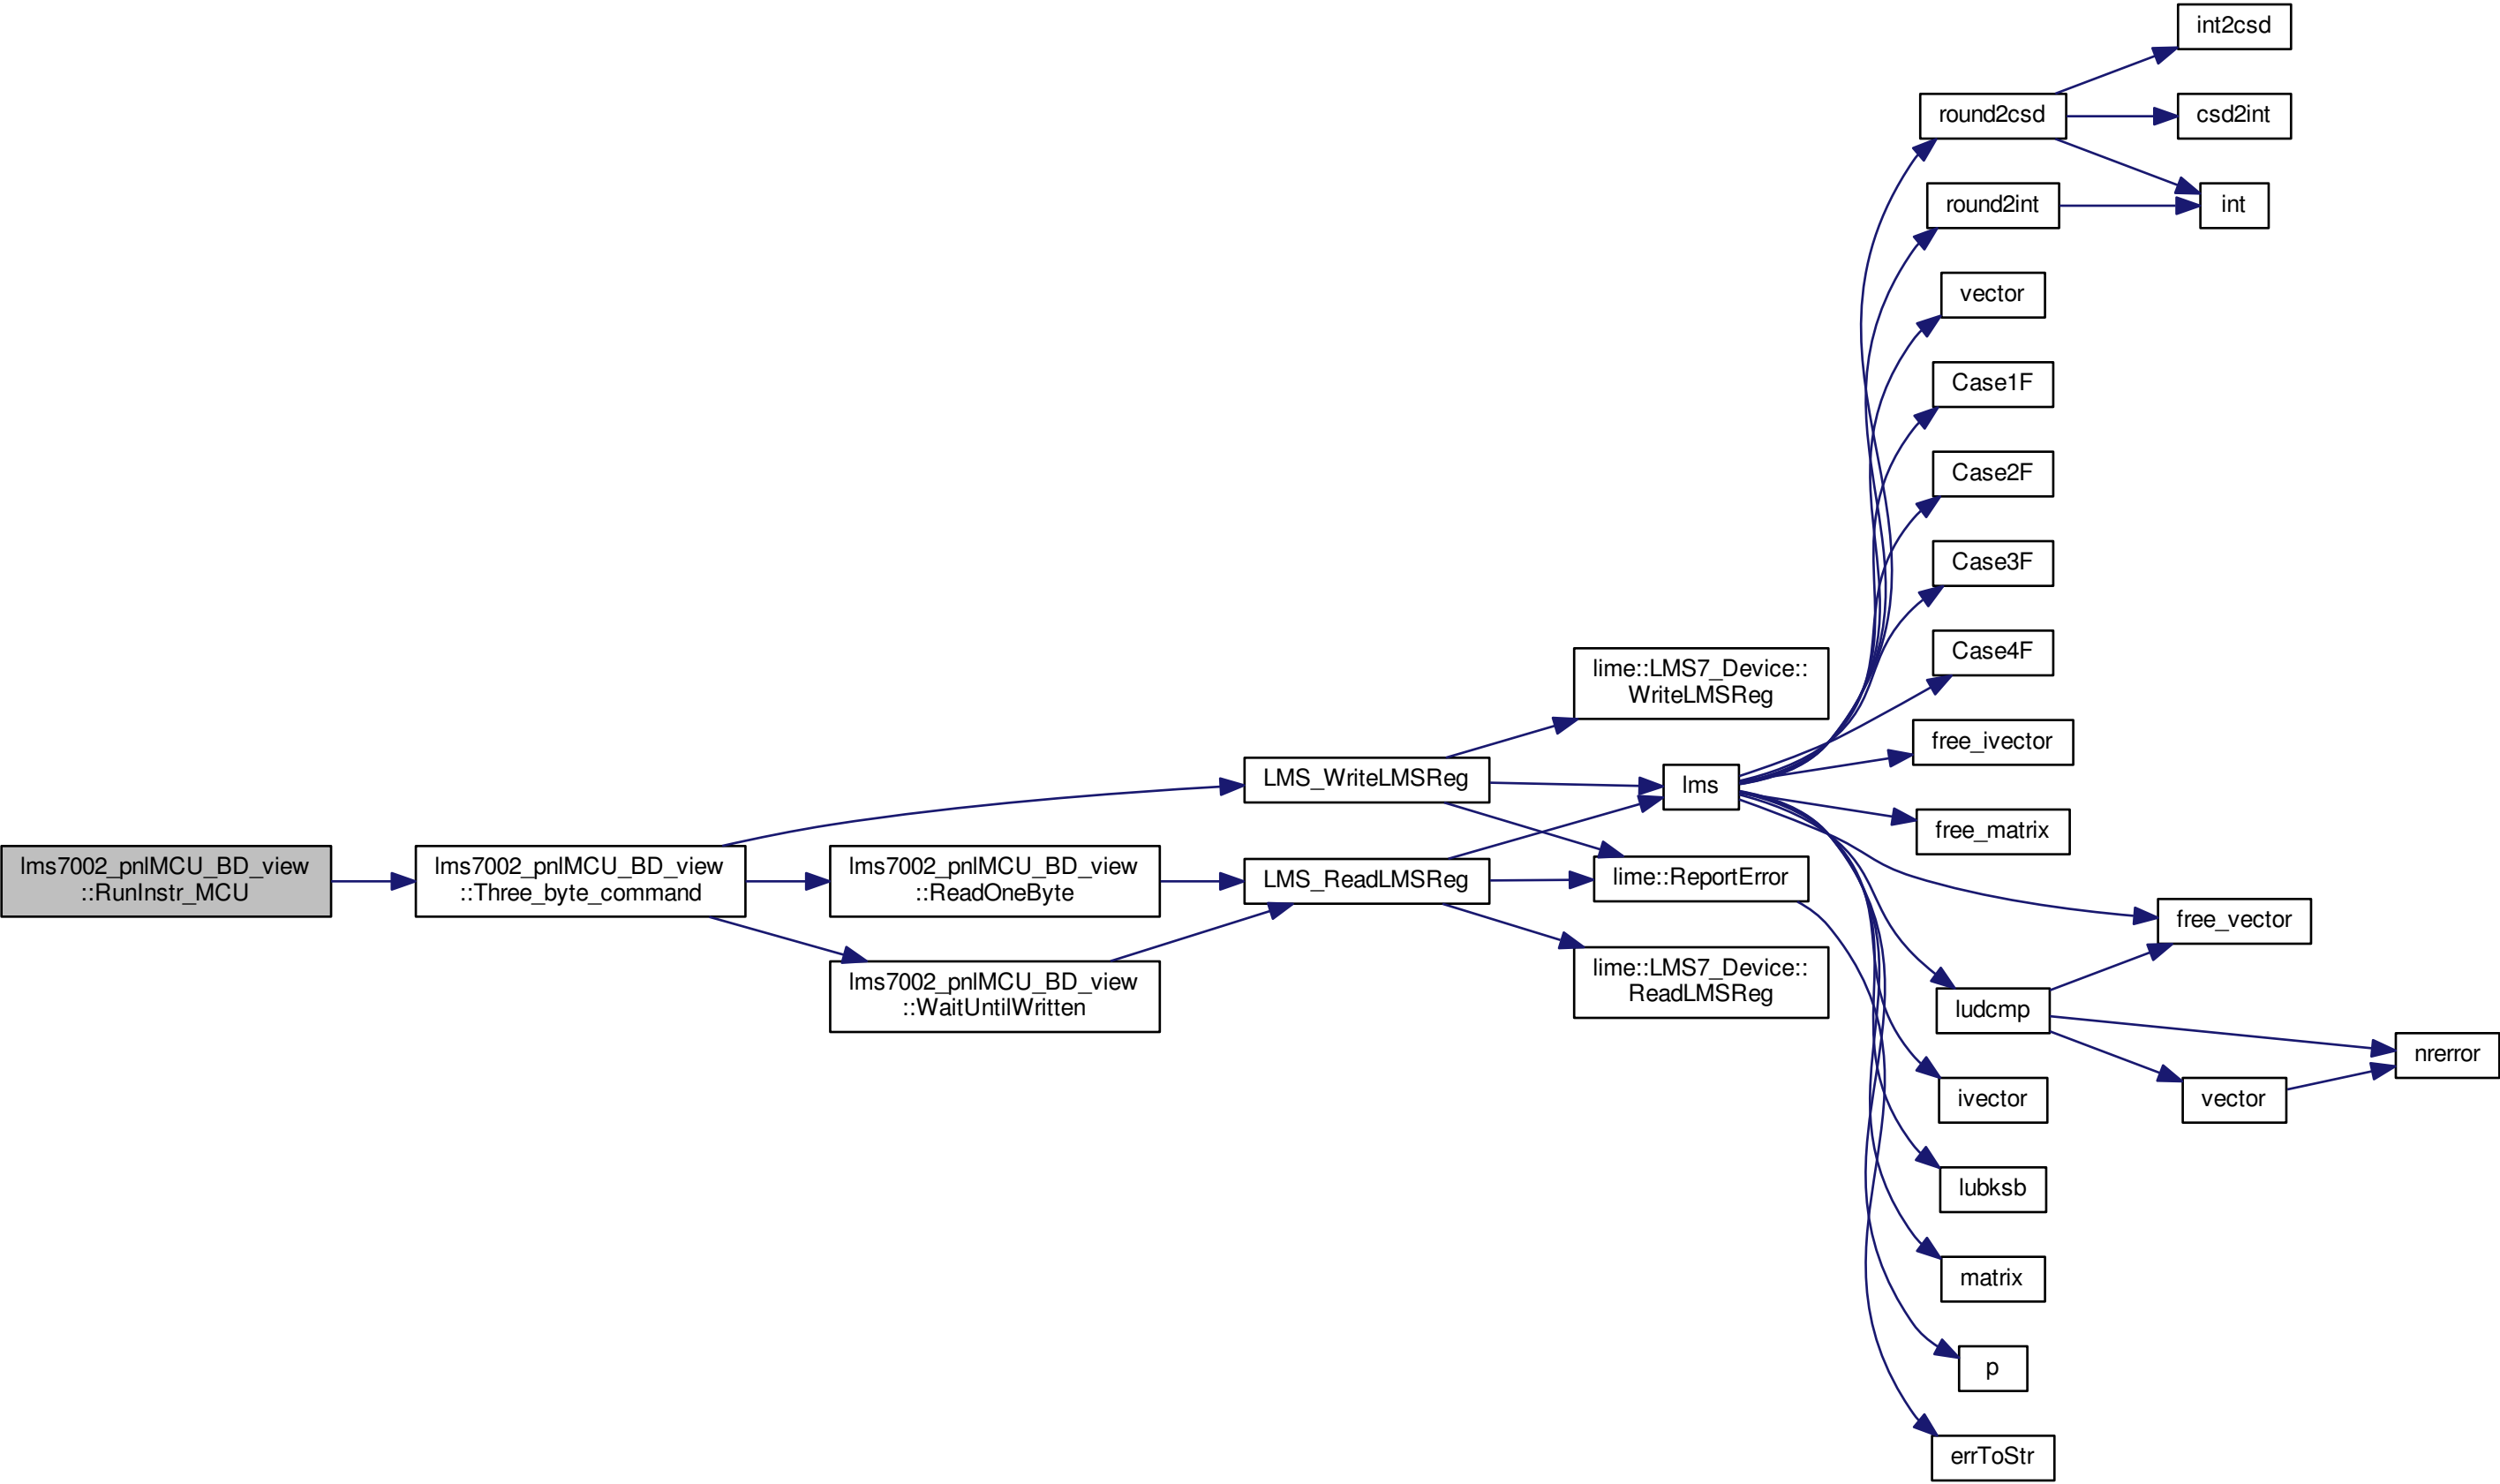 lms7002_pnlMCU_BD_view
::RunInstr_MCU
lms7002_pnlMCU_BD_view
::Three_byte_command
lms7002_pnlMCU_BD_view
::ReadOneByte
lms7002_pnlMCU_BD_view
::WaitUntilWritten
LMS_WriteLMSReg
LMS_ReadLMSReg
lime::LMS7_Device::
WriteLMSReg
lms
lime::ReportError
lime::LMS7_Device::
ReadLMSReg
round2csd
round2int
vector
Case1F
Case2F
Case3F
Case4F
free_ivector
free_matrix
ludcmp
ivector
lubksb
matrix
p
errToStr
int2csd
csd2int
int
free_vector
vector
nrerror